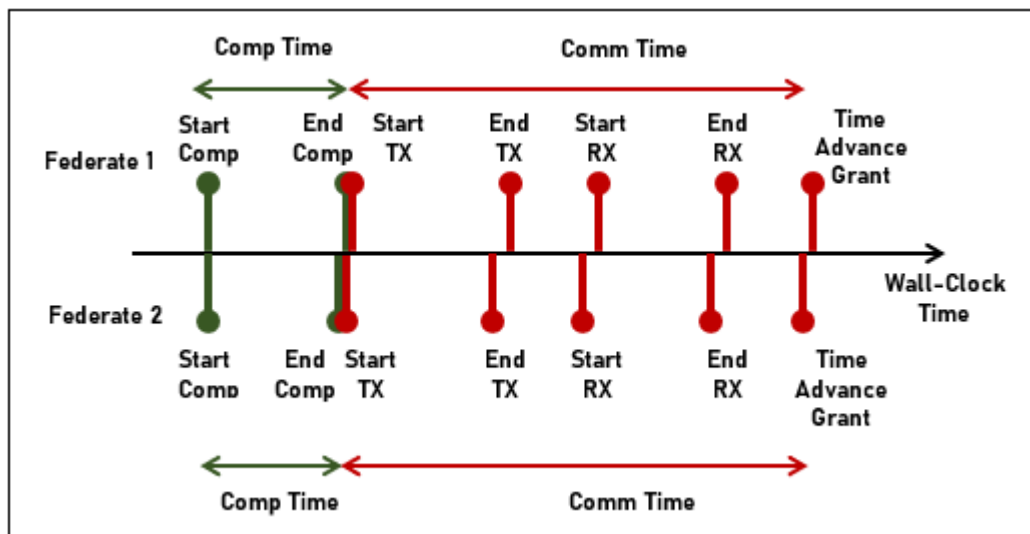 Comp Time
Comm Time
Start Comp
End Comp
Start TX
End TX
Start RX
End RX
Time Advance Grant
Federate 1
Wall-Clock Time
Federate 2
Start Comp
End Comp
Start TX
End TX
Start RX
End RX
Time Advance Grant
Comp Time
Comm Time